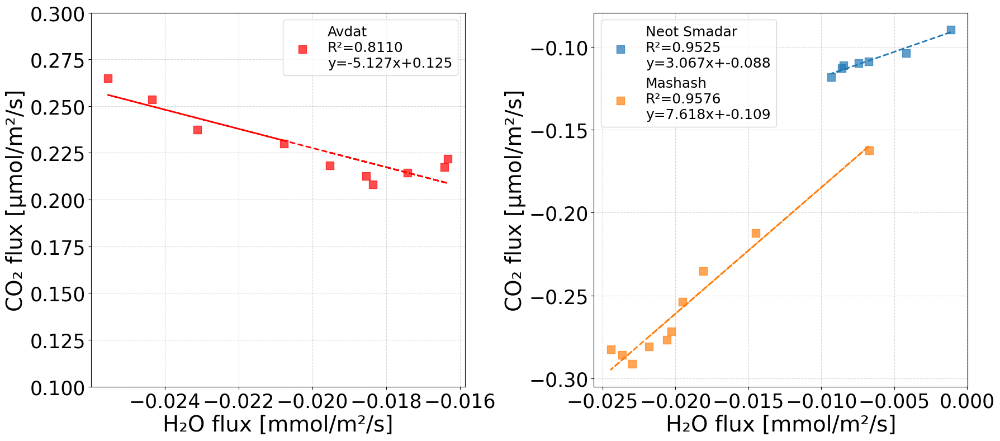 0.300
0.275
0.250
0.225
0.200
0.175
0.150
0.125
0.100
CO₂ flux [μmol/m²/s]
Avdat
R²=0.8110
y=-5.127x+0.125
−0.024
−0.022
−0.020
−0.018
−0.016
H₂O flux [mmol/m²/s]
−0.10
−0.15
−0.20
−0.25
−0.30
CO₂ flux [μmol/m²/s]
Neot Smadar
R²=0.9525
y=3.067x+-0.088
Mashash
R²=0.9576
y=7.618x+-0.109
−0.025
−0.020
−0.015
−0.010
−0.005
0.000
H₂O flux [mmol/m²/s]